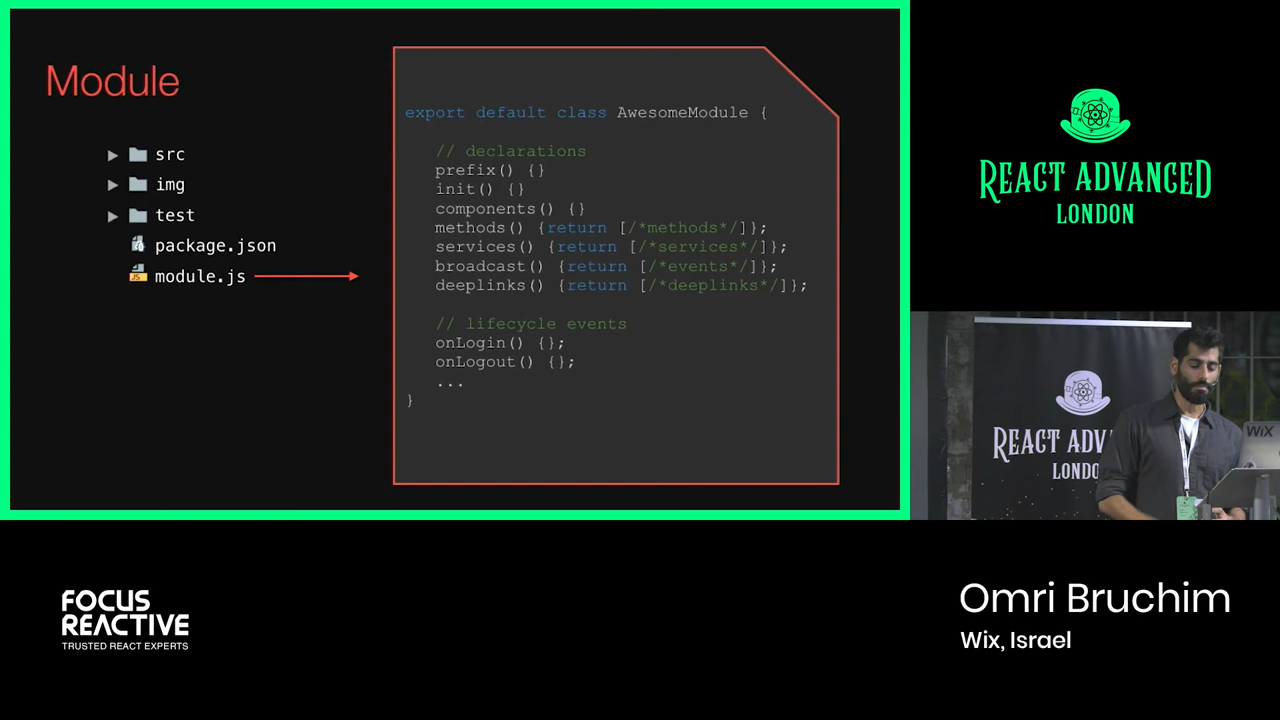 Module
src
img
test
package.json
module.js
export default class AwesomeModule {
// declarations
prefix() {}
init() {}
components() {}
methods() {return [/*methods*/]};
services() {return [/*services*/]};
broadcast() {return [/*events*/]};
deeplinks() {return [/*deeplinks*/]};
// lifecycle events
onLogin() {};
onLogout() {};
...
}
REACT ADVANCED
LONDON
REACT ADV
LONDO
WiX
FOCUS
REACTIVE
TRUSTED REACT EXPERTS
Omri Bruchim
Wix, Israel